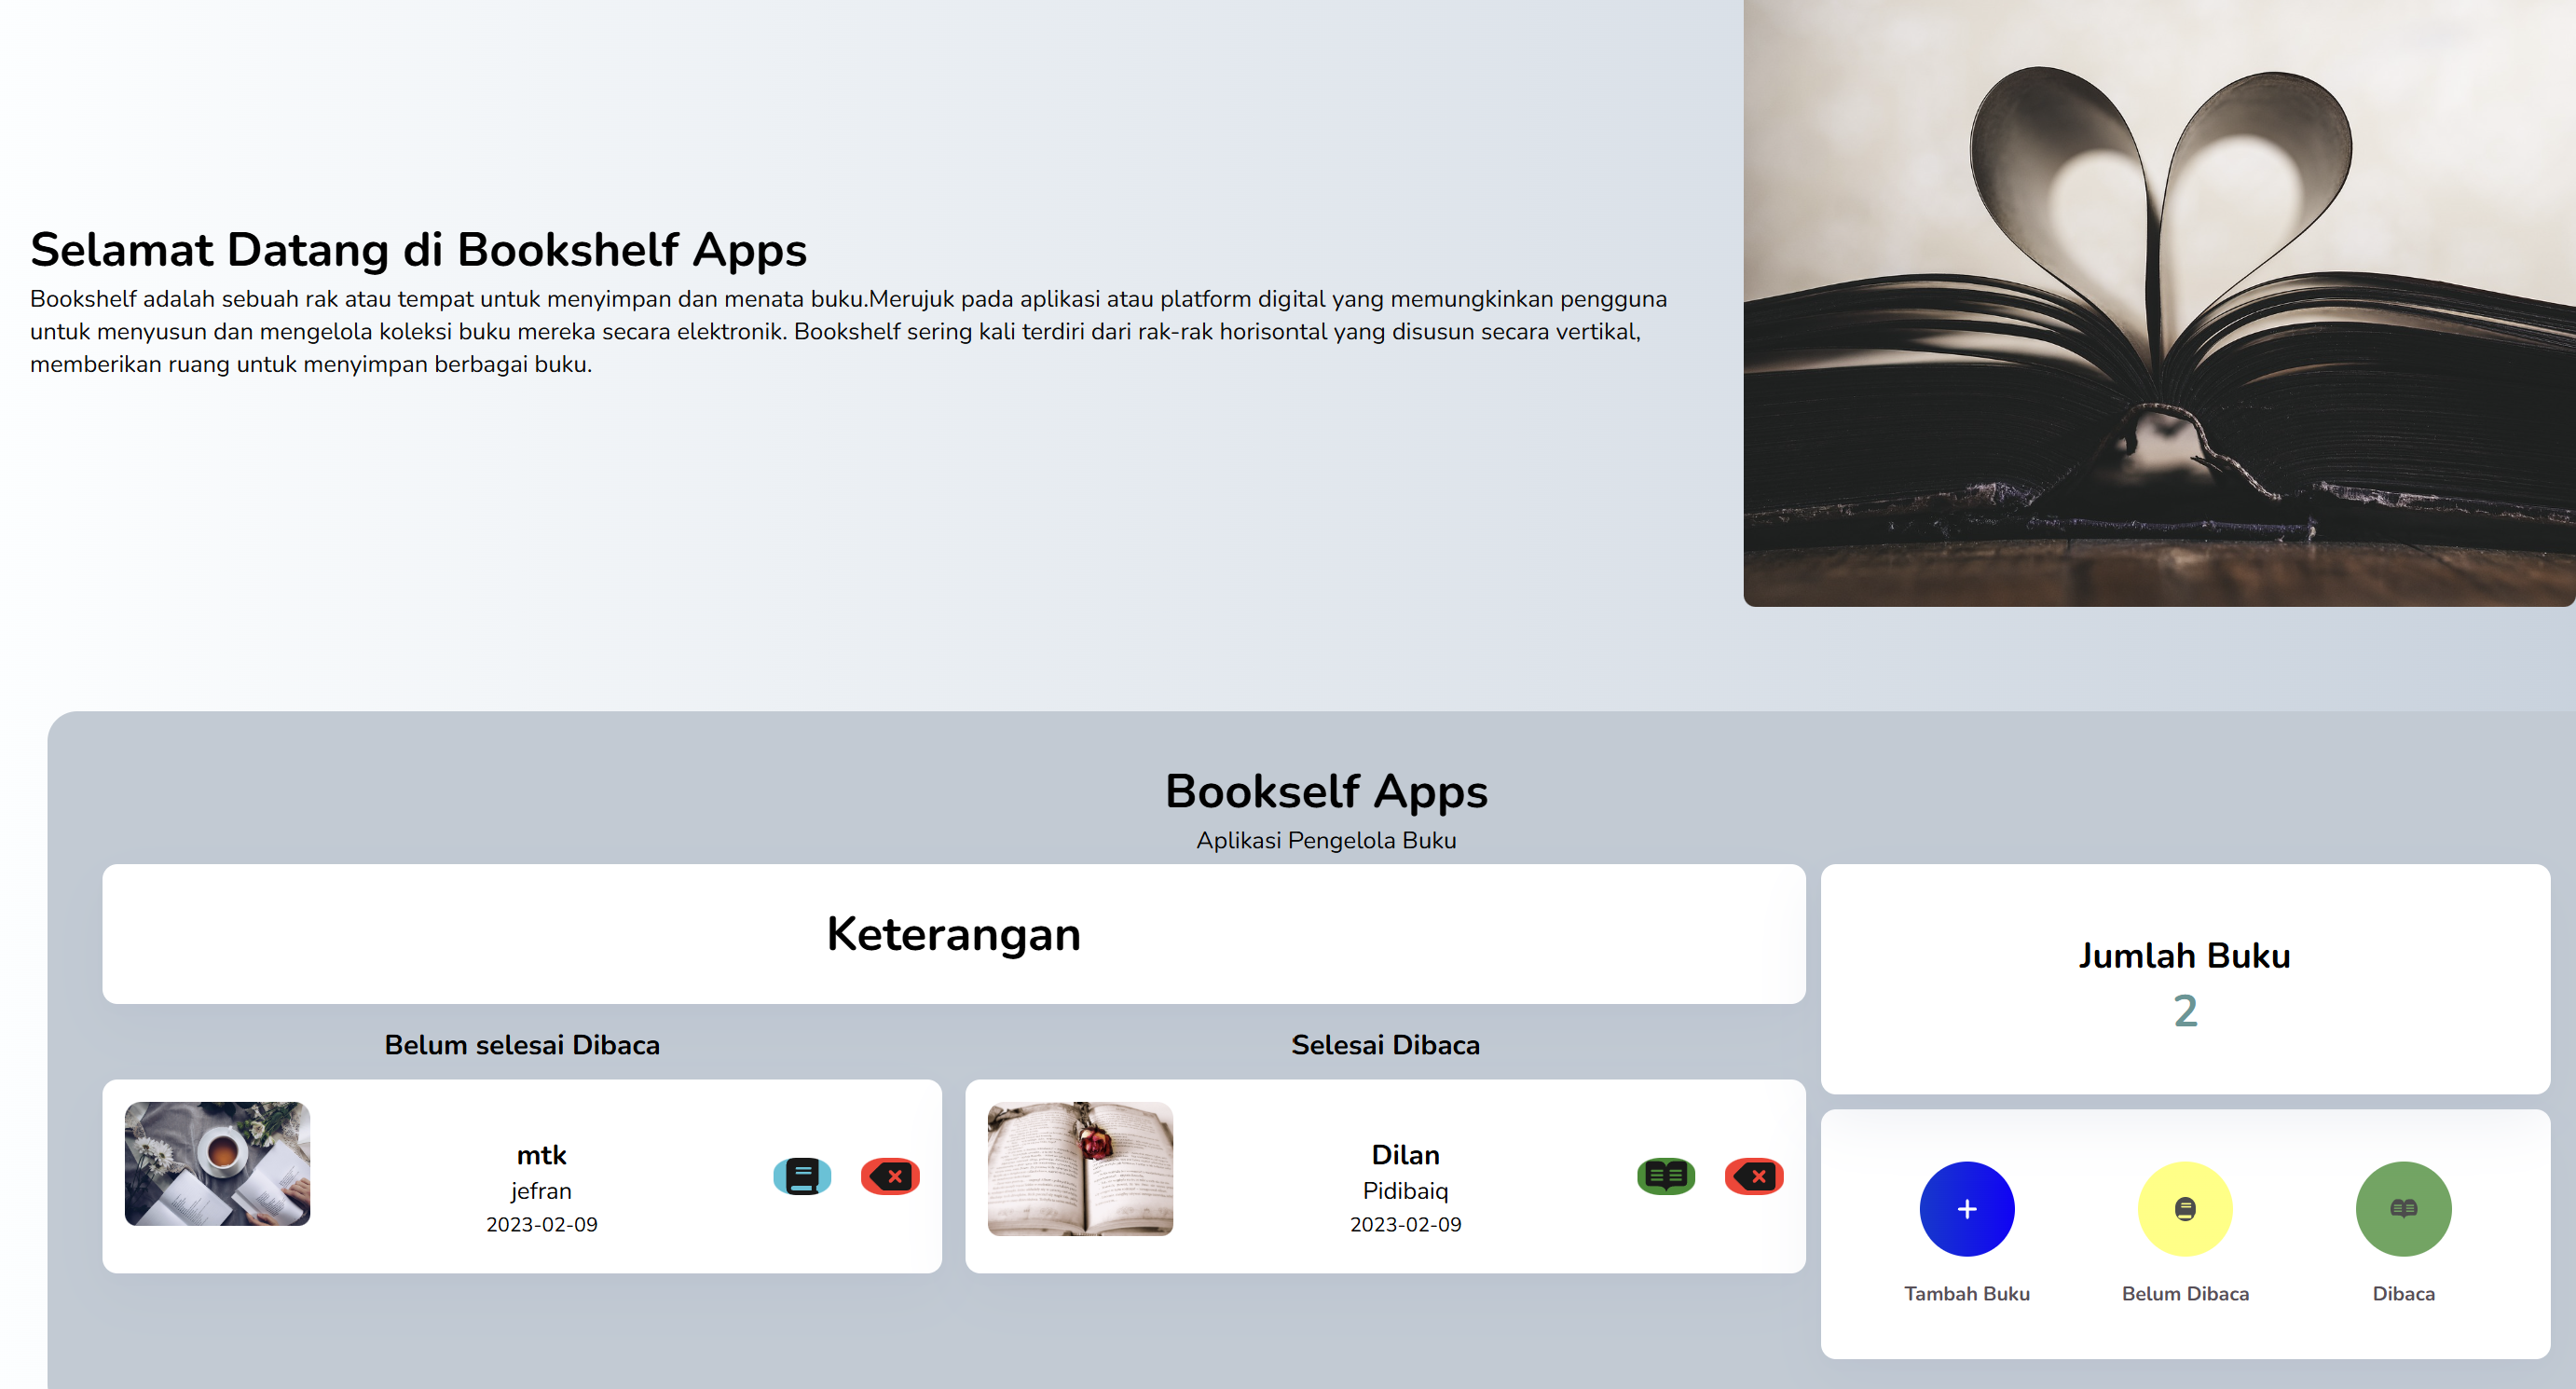 Selamat Datang di Bookshelf Apps
Bookshelf adalah sebuah rak atau tempat untuk menyimpan dan menata buku.Merujuk pada aplikasi atau platform digital yang memungkinkan pengguna
untuk menyusun dan mengelola koleksi buku mereka secara elektronik. Bookshelf sering kali terdiri dari rak-rak horisontal yang disusun secara vertikal,
memberikan ruang untuk menyimpan berbagai buku.
Bookself Apps
Aplikasi Pengelola Buku
Keterangan
Belum selesai Dibaca
mtk
jefran
2023-02-09
Selesai Dibaca
Dilan
Pidibaiq
2023-02-09
Jumlah Buku
2
Tambah Buku
Belum Dibaca
Dibaca